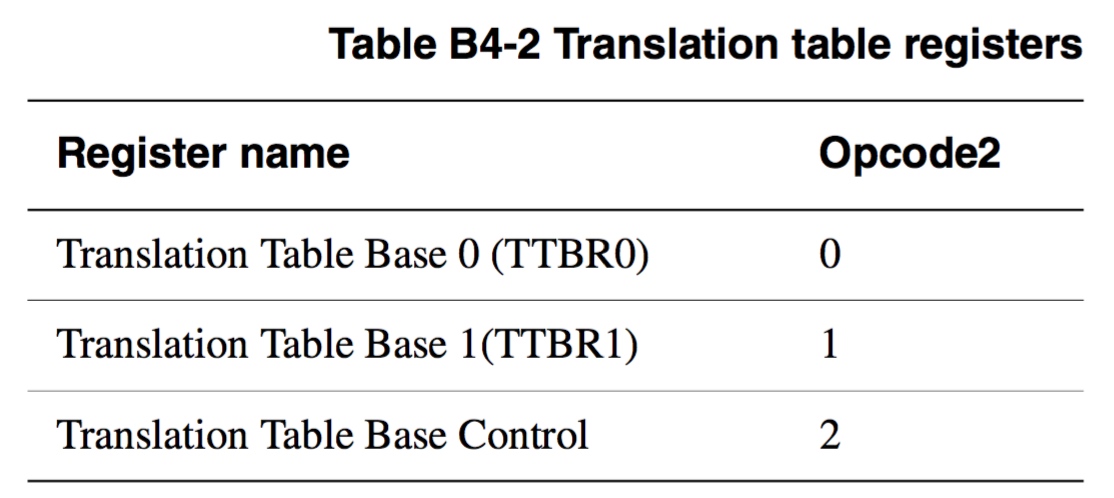 Table B4-2 Translation table registers
Register name Opcode2
Translation Table Base 0 (TTBR0) 0
Translation Table Base 1(TTBR1) 1
Translation Table Base Control 2